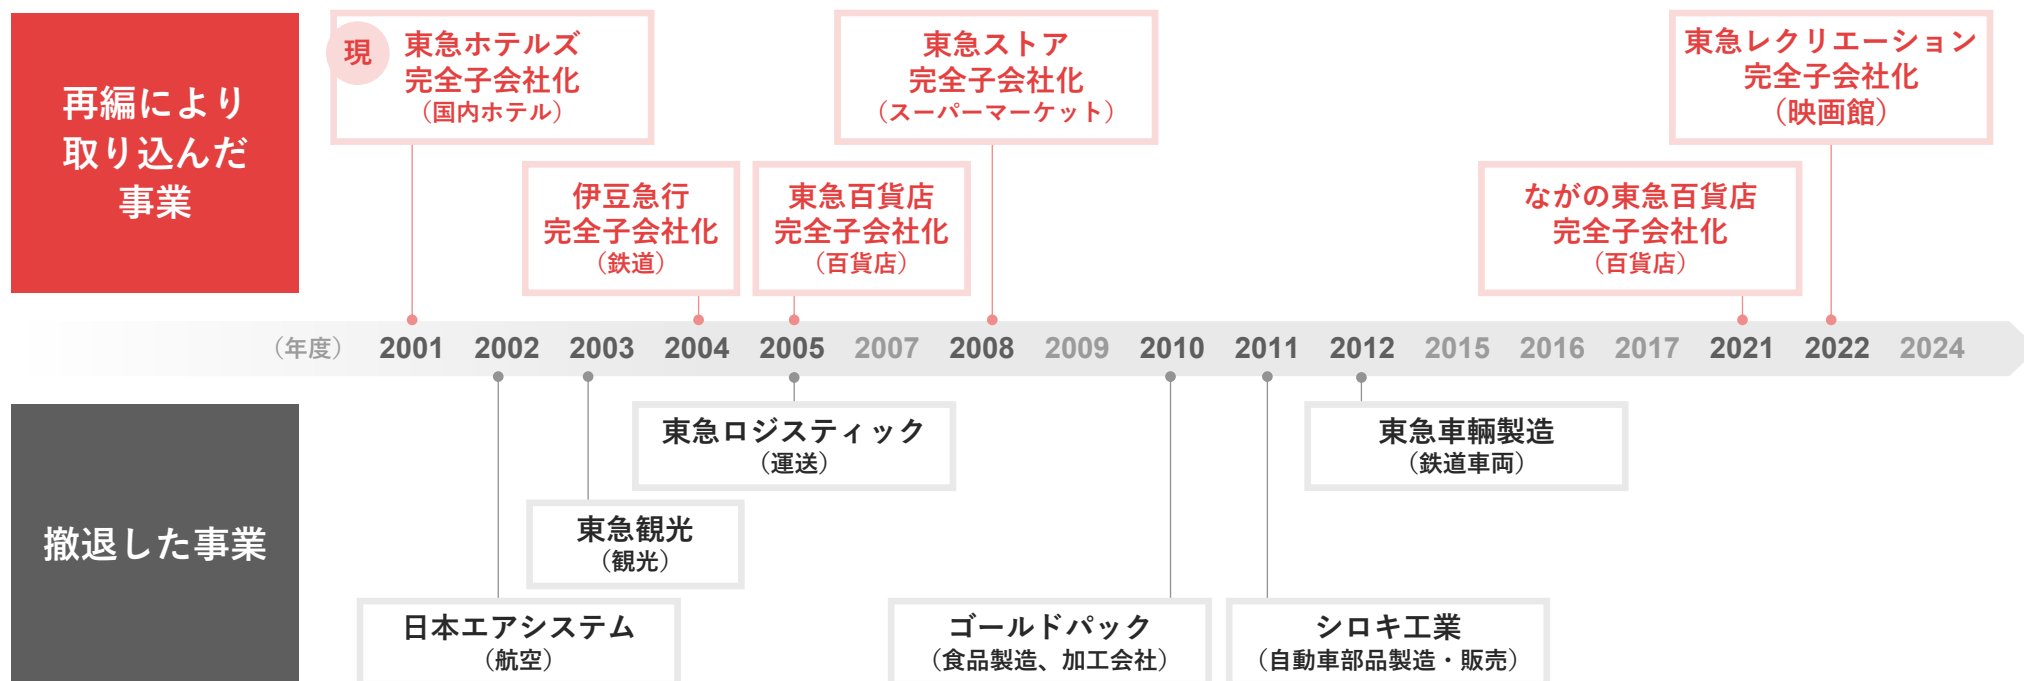 再編により
取り込んだ
事業
現
東急ホテルズ
完全子会社化
（国内ホテル）
東急ストア
完全子会社化
（スーパーマーケット）
東急レクリエーション
完全子会社化
（映画館）
伊豆急行
完全子会社化
（鉄道）
東急百貨店
完全子会社化
（百貨店）
ながの東急百貨店
完全子会社化
（百貨店）
（年度） 2001 2002 2003 2004 2005 2007 2008 2009 2010 2011 2012 2015 2016 2017 2021 2022 2024
撤退した事業
東急ロジスティック
（運送）
東急車輛製造
（鉄道車両）
東急観光
（観光）
日本エアシステム
（航空）
ゴールドパック
（食品製造、加工会社）
シロキ工業
（自動車部品製造・販売）